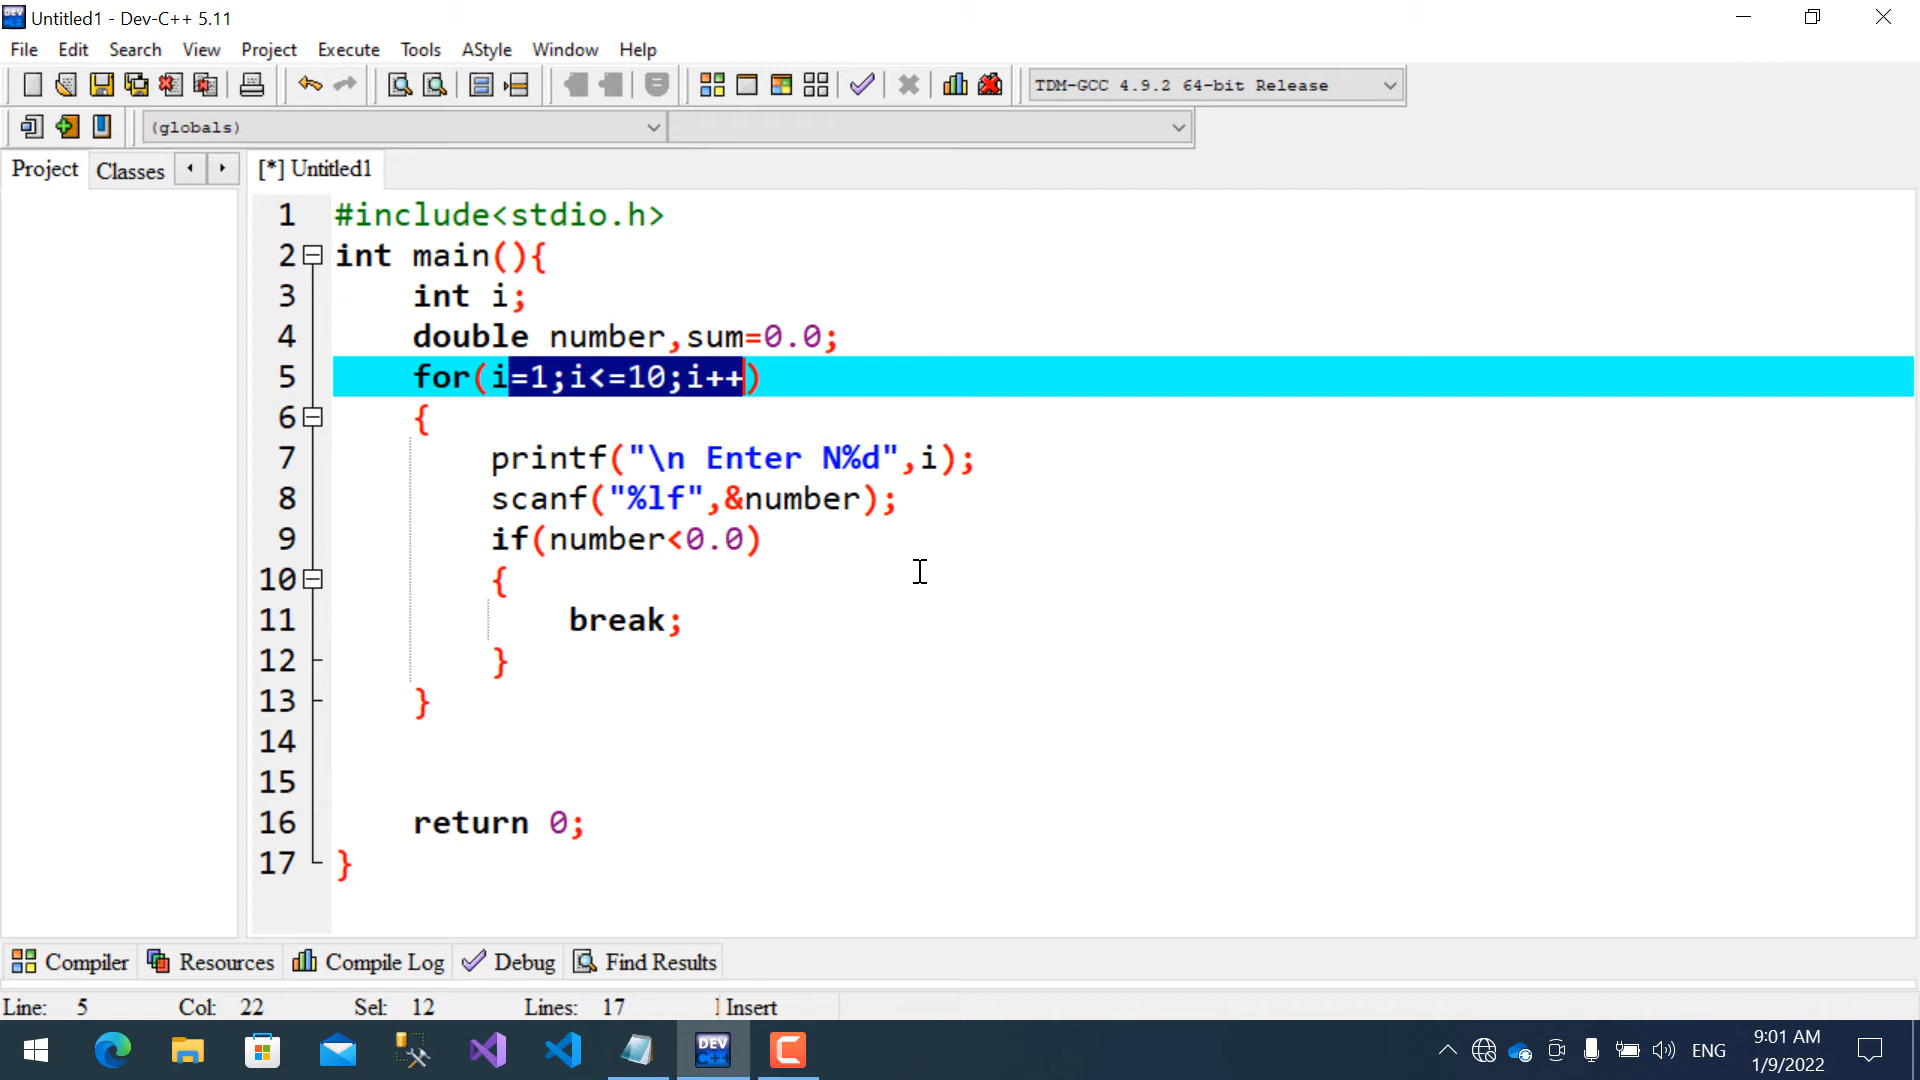 Untitled1 - Dev-C++ 5.11
File Edit Search View Project Execute Tools AStyle Window Help
TDM-GCC 4.9.2 64-bit Release
(globals)
Project Classes [*] Untitled1
1 #include<stdio.h>
2 int main(){
3 int i;
4 double number,sum=0.0;
5 for(i=1;i<=10;i++)
6 {
7 printf("\n Enter N%d",i);
8 scanf("%lf",&number);
9 if(number<0.0)
10 {
11 break;
12 }
13 }
14
15
16 return 0;
17 }
Compiler Resources Compile Log Debug Find Results
Line: 5 Col: 22 Sel: 12 Lines: 17 Insert
DEV C++
ENG
9:01 AM
1/9/2022